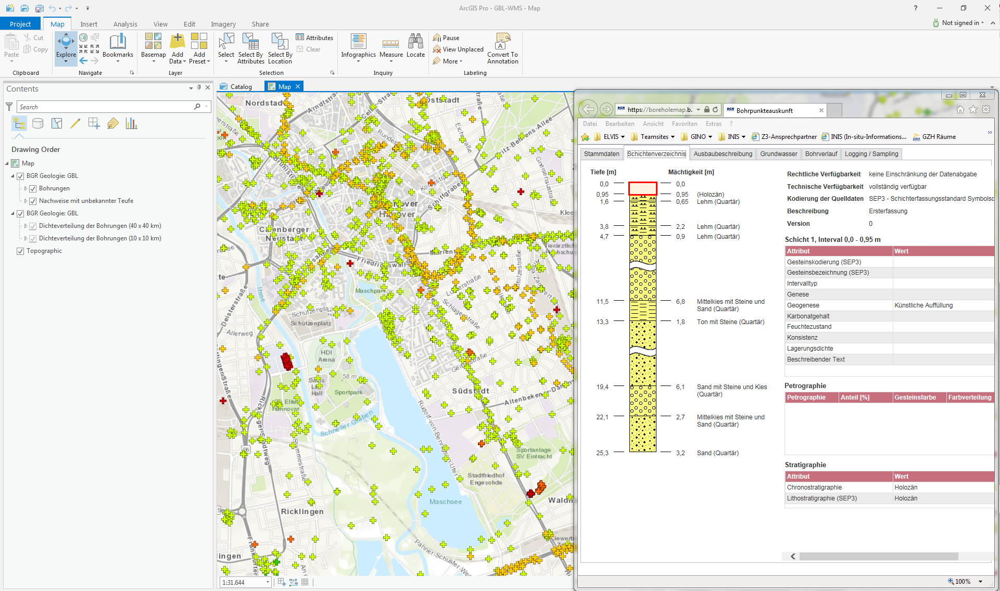 ArcGIS Pro - GBL-WMS - Map
Project
Map
Insert
Analysis
View
Edit
Imagery
Share
Not signed in
Paste
Cut
Copy
Clipboard
Explore
Bookmarks
Navigate
Basemap
Add Data
Add Preset
Layer
Select
Select By Attributes
Select By Location
Attributes
Clear
Selection
Infographics
Measure
Locate
Inquiry
Pause
View Unplaced
More
Convert To Annotation
Labeling
Contents
Search
Drawing Order
Map
BGR Geologie: GBL
Bohrungen
Nachweise mit unbekannter Teufe
BGR Geologie: GBL
Dichteverteilung der Bohrungen (40 x 40 km)
Dichteverteilung der Bohrungen (10 x 10 km)
Topographic
Catalog
Map
Nordstad
Arndtstraß
Oststadt
Calenberger
Neustadt
Hannover
Friedrichswall
Marienst
Maschpark
Schützenplatz
Schützenplatz
Ihme
Deisterstraße
Allerweg
HDI
Arena
58 m
Sportpark
Schneller Graben
Südstadt
Altenbekener-Damm
Rudolf-von-Bennigsen-Ufer
Stammestraße
Ricklinger Stadtweg
Sportanlage
SV Eintracht
Stadtfriedhof
Engesohde
Maschsee
Ricklingen
Waldh
lingen
1:31.644
https://boreholemap.b.
BGR
Bohrpunkteauskunft
Datei
Bearbeiten
Ansicht
Favoriten
Extras
?
ELVIS
Teamsites
GINO
INIS
Z3-Ansprechpartner
INIS (In-situ-Informations...
GZH Räume
Stammdaten
Schichtenverzeichnis
Ausbaubeschreibung
Grundwasser
Bohrverlauf
Logging / Sampling
Tiefe [m] Mächtigkeit [m]
0,0 0,0
0,95 0,95 (Holozän)
1,6 0,65 Lehm (Quartär)
3,8 2,2 Lehm (Quartär)
4,7 0,9 Lehm (Quartär)
11,5 6,8 Mittelkies mit Steine und
Sand (Quartär)
13,3 1,8 Ton mit Steine (Quartär)
19,4 6,1 Sand mit Steine und Kies
(Quartär)
22,1 2,7 Mittelkies mit Steine und
Sand (Quartär)
25,3 3,2 Sand (Quartär)
Rechtliche Verfügbarkeit keine Einschränkung der Datenabgabe
Technische Verfügbarkeit vollständig verfügbar
Kodierung der Quelldaten SEP3 - Schichterfassungsstandard Symbolsc
Beschreibung Ersterfassung
Version 0
Schicht 1, Interval 0,0 - 0,95 m
Attribut Wert
Gesteinskodierung (SEP3)
Gesteinsbezeichnung (SEP3)
Intervalltyp
Genese
Geogenese Künstliche Auffüllung
Karbonatgehalt
Feuchtezustand
Konsistenz
Lagerungsdichte
Beschreibender Text
Petrographie
Petrographie Anteil [%] Gesteinsfarbe Farbverteilung
Stratigraphie
Attribut Wert
Chronostratigraphie Holozän
Lithostratigraphie (SEP3) Holozän
100%